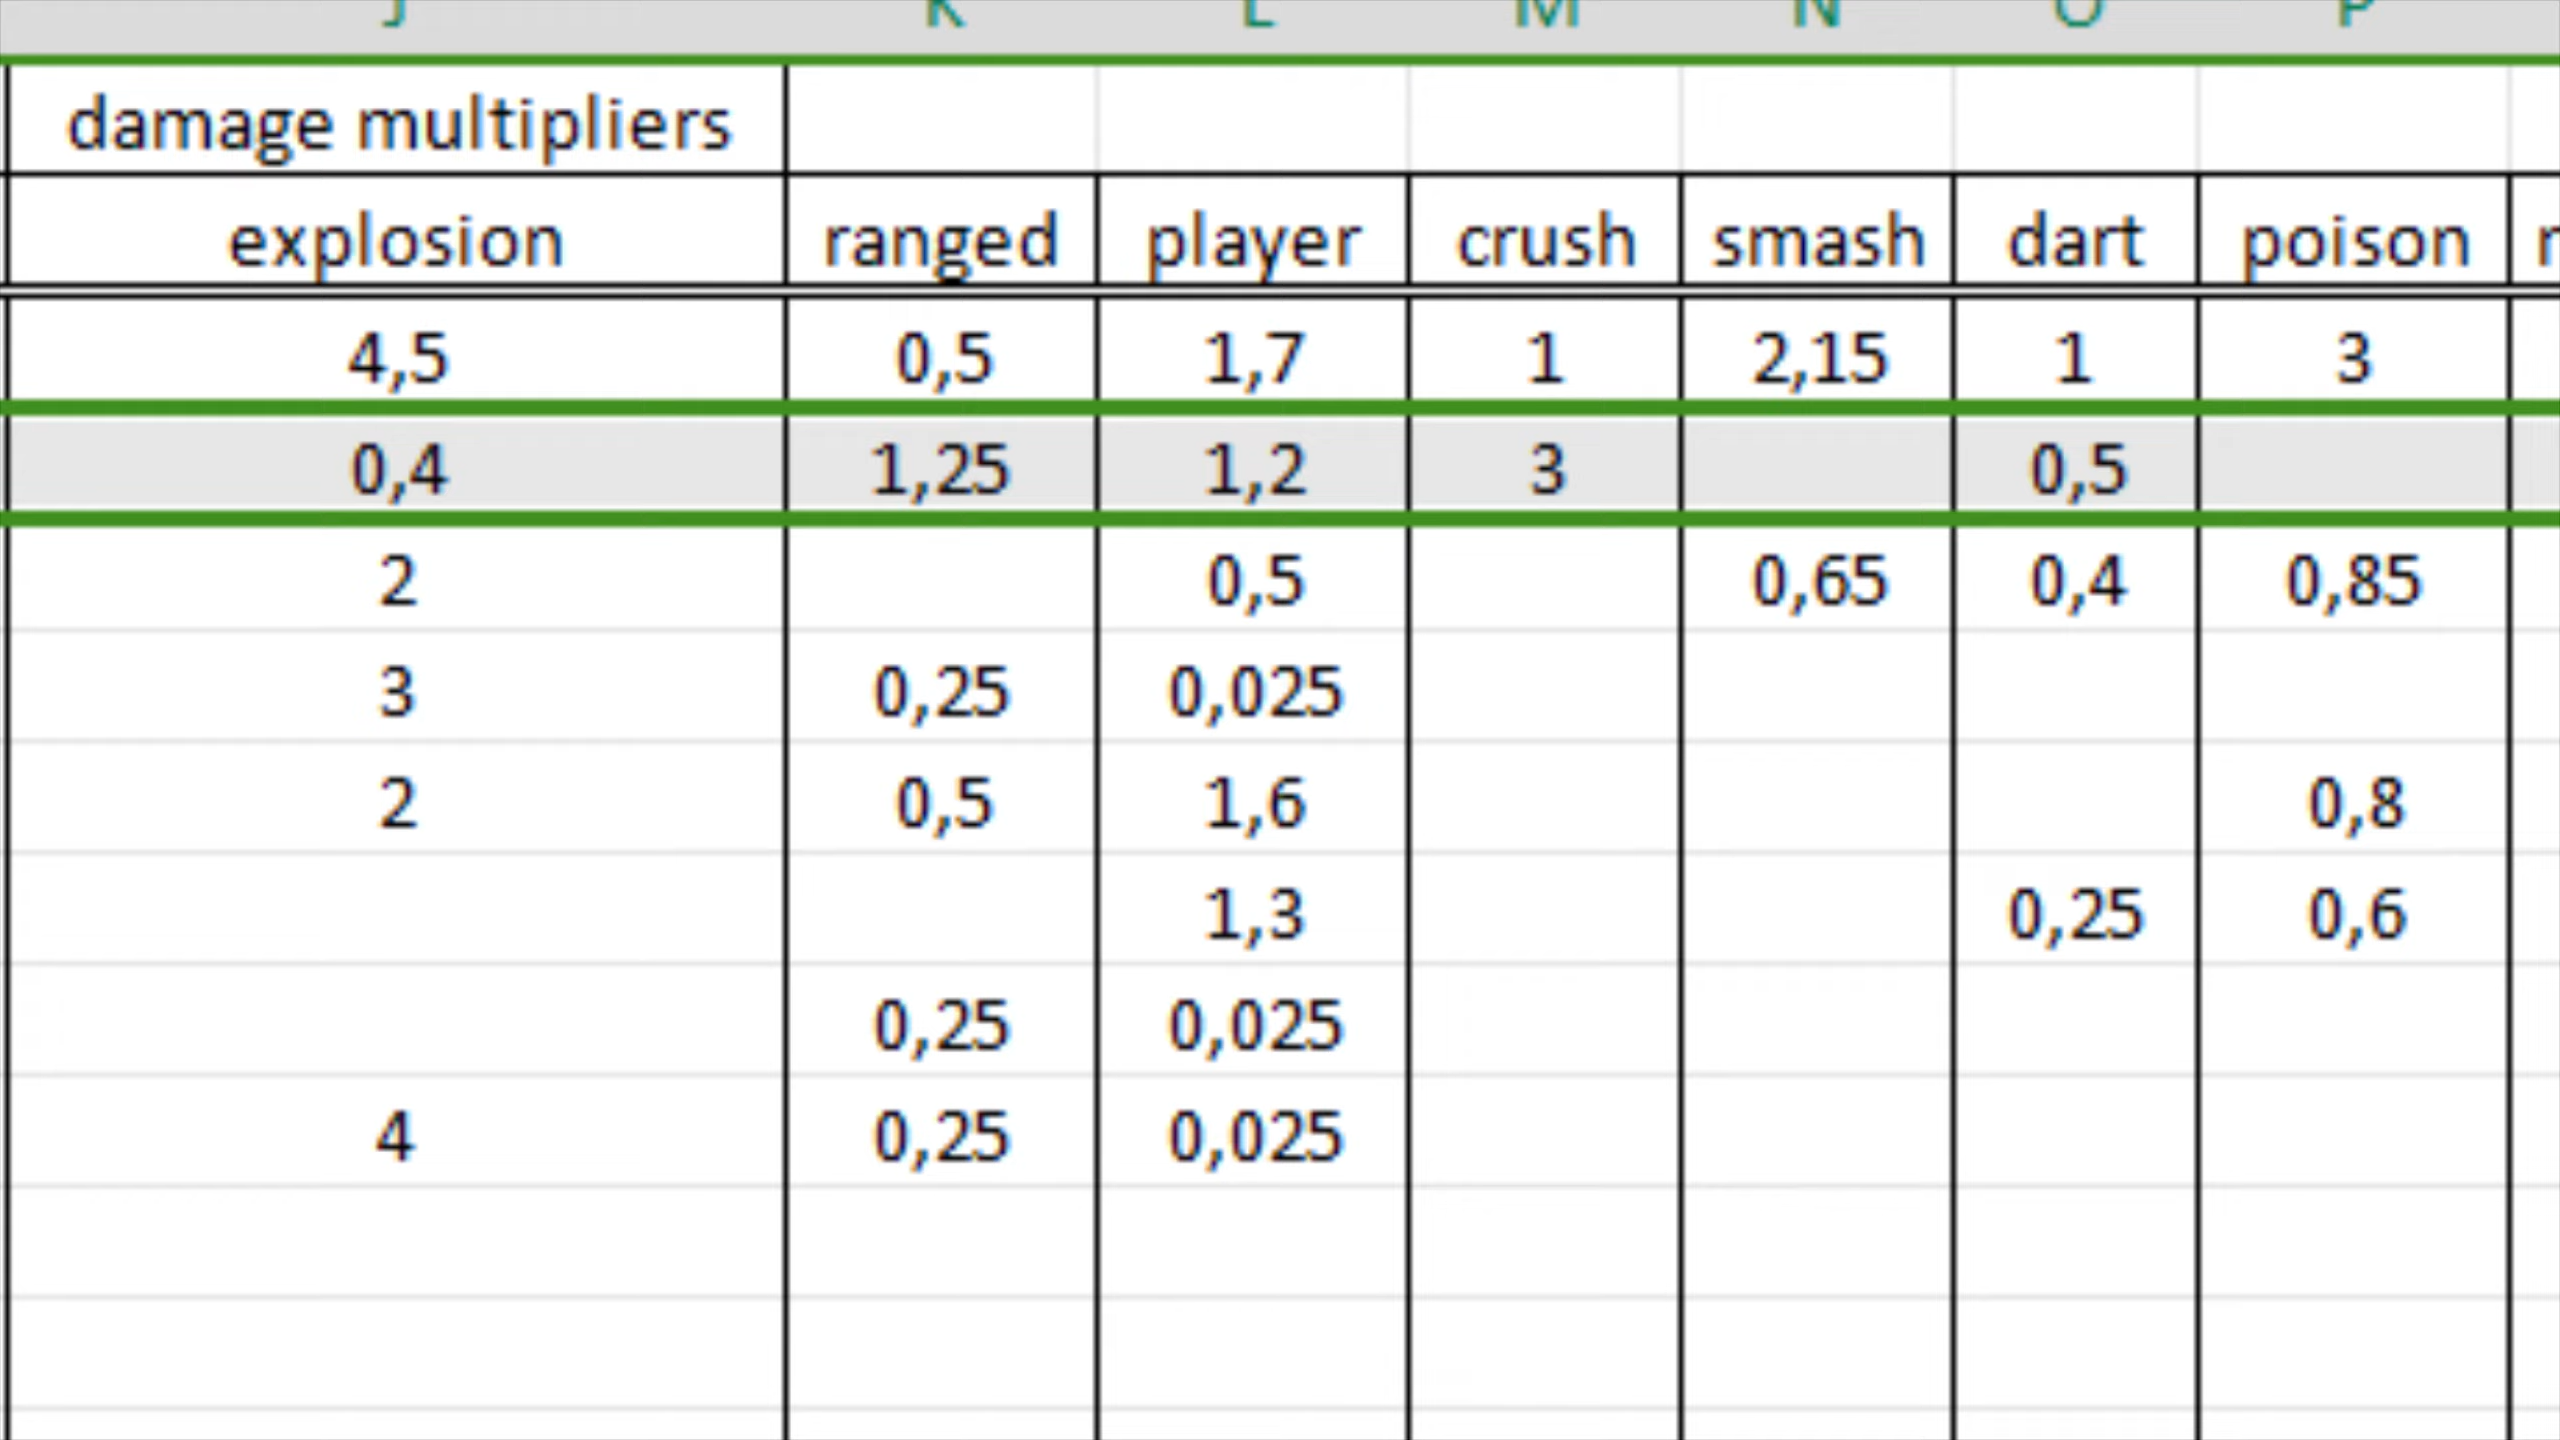 J K L M N O P
damage multipliers
explosion ranged player crush smash dart poison
4,5 0,5 1,7 1 2,15 1 3
0,4 1,25 1,2 3 0,5
2 0,5 0,65 0,4 0,85
3 0,25 0,025
2 0,5 1,6 0,8
1,3 0,25 0,6
0,25 0,025
4 0,25 0,025